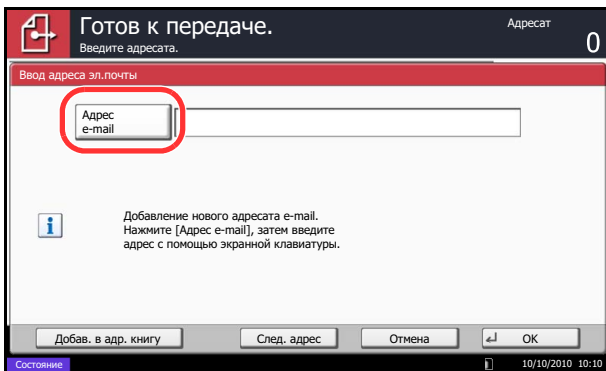 Готов к передаче.
Адресат
Введите адресата.
0
Ввод адреса эл.почты
Адрес
e-mail
Добавление нового адресата e-mail.
Нажмите [Адрес e-mail], затем введите
адрес с помощью экранной клавиатуры.
Добав. в адр. книгу
След. адрес
Отмена
OK
Состояние
10/10/2010 10:10